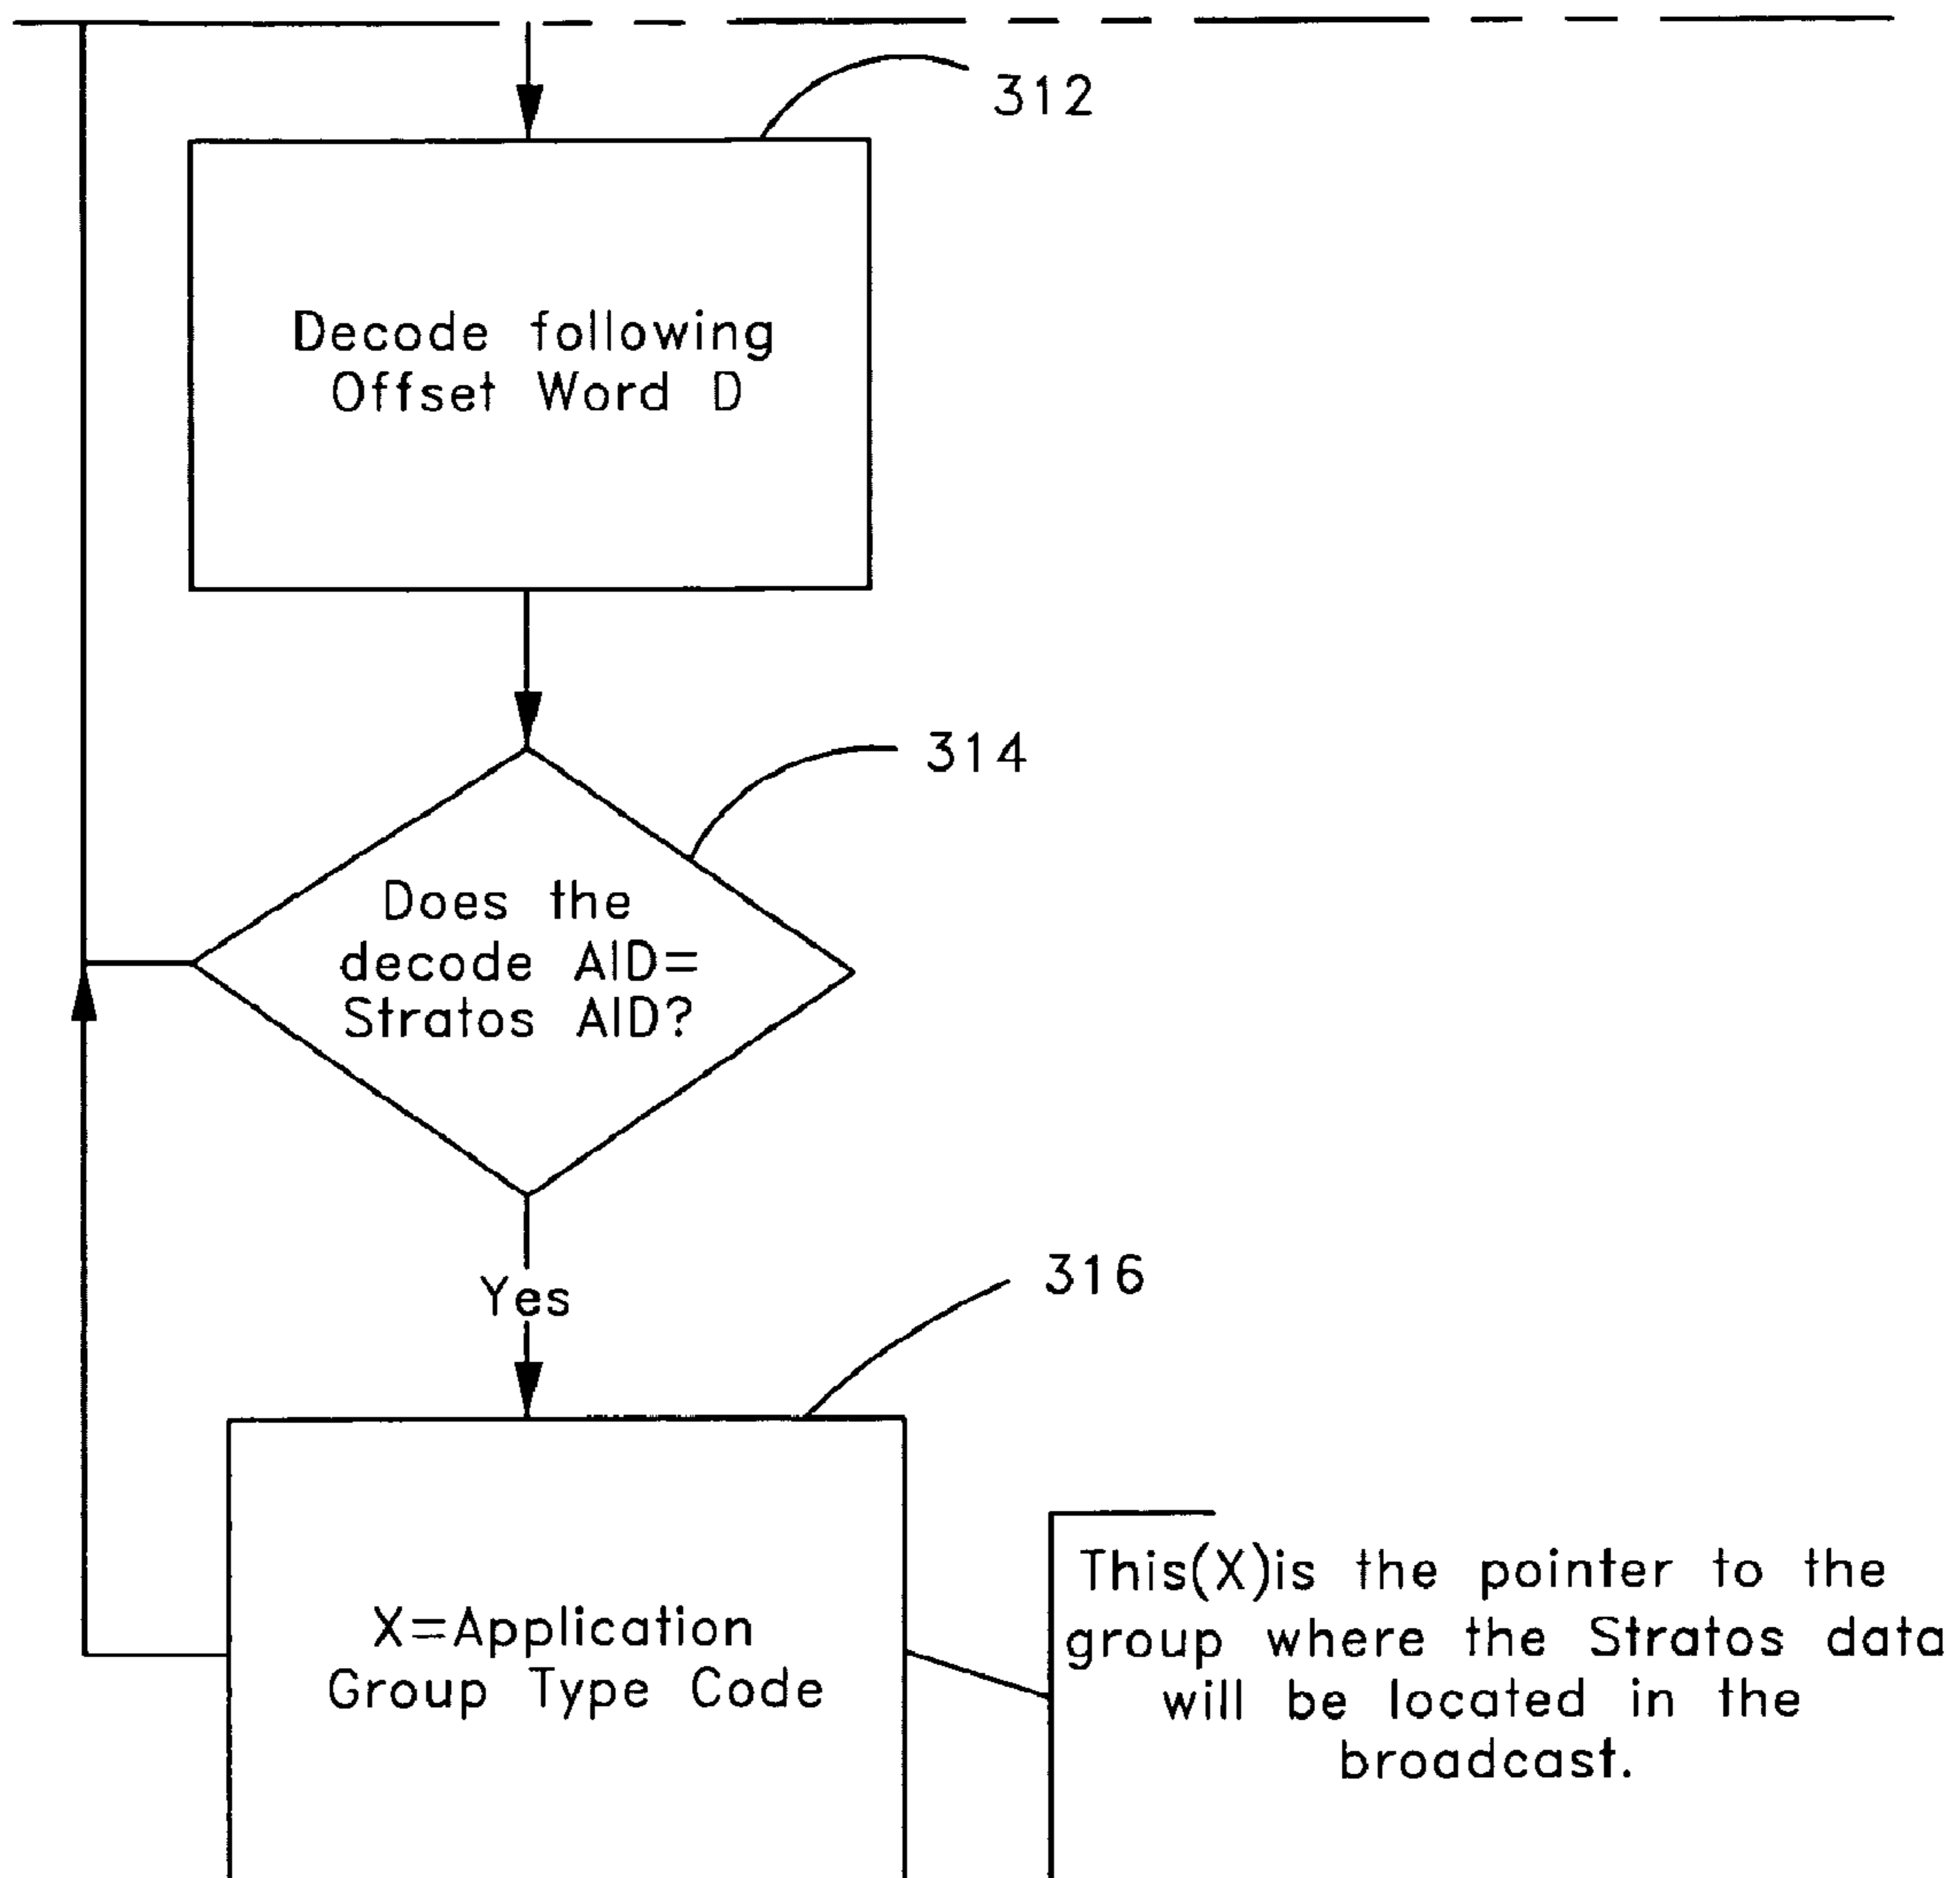 312
Decode following
Offset Word D
314
Does the
decode AID=
Stratos AID?
Yes
316
X=Application
Group Type Code
This(X)is the pointer to the
group where the Stratos data
will be located in the
broadcast.